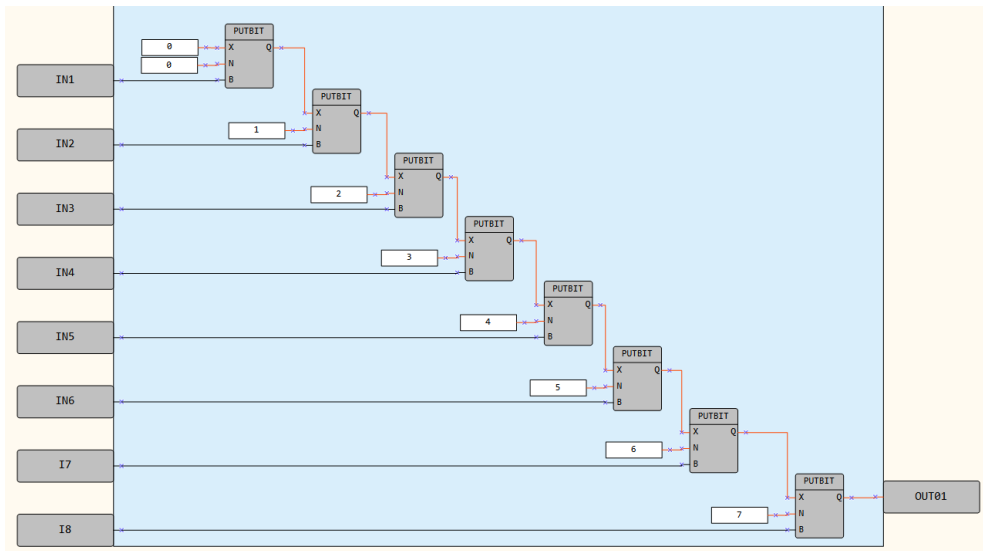 PUTBIT
0 X Q
0 N
IN1 B
PUTBIT
X Q
1 N
IN2 B
PUTBIT
X Q
2 N
IN3 B
PUTBIT
X Q
3 N
IN4 B
PUTBIT
X Q
4 N
IN5 B
PUTBIT
X Q
5 N
IN6 B
PUTBIT
X Q
6 N
I7 B
PUTBIT
X Q OUT01
7 N
I8 B